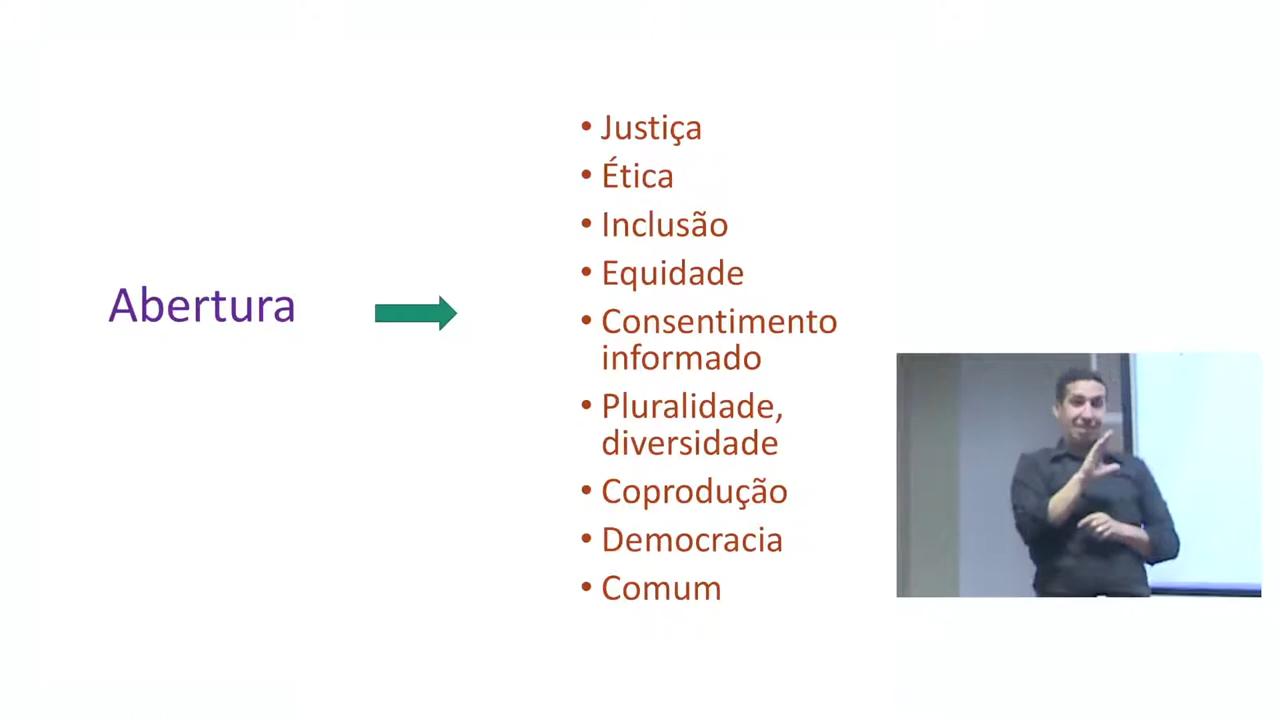 Abertura
• Justiça
• Ética
• Inclusão
• Equidade
• Consentimento
informado
• Pluralidade,
diversidade
• Coprodução
• Democracia
• Comum